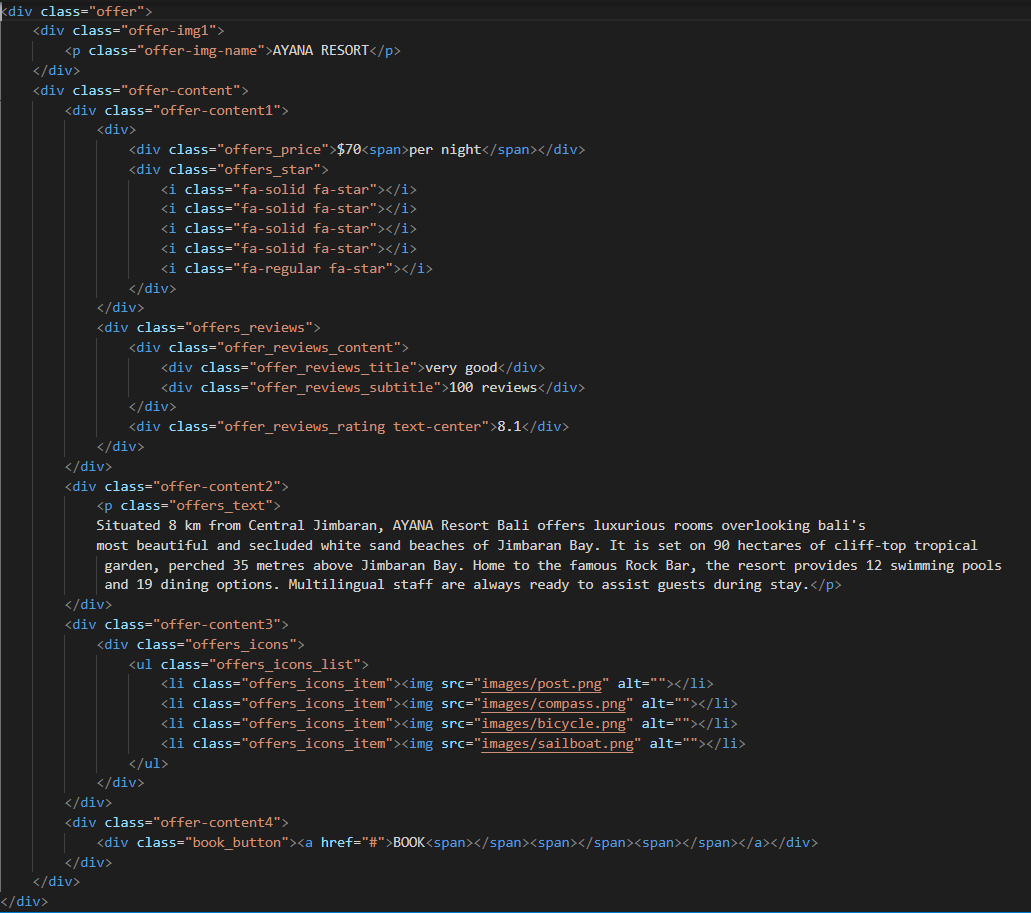 <div class="offer">
    <div class="offer-img1">
        <p class="offer-img-name">AYANA RESORT</p>
    </div>
    <div class="offer-content">
        <div class="offer-content1">
            <div>
                <div class="offers_price">$70<span>per night</span></div>
                <div class="offers_star">
                    <i class="fa-solid fa-star"></i>
                    <i class="fa-solid fa-star"></i>
                    <i class="fa-solid fa-star"></i>
                    <i class="fa-solid fa-star"></i>
                    <i class="fa-regular fa-star"></i>
                </div>
            </div>
            <div class="offers_reviews">
                <div class="offer_reviews_content">
                    <div class="offer_reviews_title">very good</div>
                    <div class="offer_reviews_subtitle">100 reviews</div>
                </div>
                <div class="offer_reviews_rating text-center">8.1</div>
            </div>
        </div>
        <div class="offer-content2">
            <p class="offers_text">
            Situated 8 km from Central Jimbaran, AYANA Resort Bali offers luxurious rooms overlooking bali's
            most beautiful and secluded white sand beaches of Jimbaran Bay. It is set on 90 hectares of cliff-top tropical
             garden, perched 35 metres above Jimbaran Bay. Home to the famous Rock Bar, the resort provides 12 swimming pools
             and 19 dining options. Multilingual staff are always ready to assist guests during stay.</p>
        </div>
        <div class="offer-content3">
            <div class="offers_icons">
                <ul class="offers_icons_list">
                    <li class="offers_icons_item"><img src="images/post.png" alt=""></li>
                    <li class="offers_icons_item"><img src="images/compass.png" alt=""></li>
                    <li class="offers_icons_item"><img src="images/bicycle.png" alt=""></li>
                    <li class="offers_icons_item"><img src="images/sailboat.png" alt=""></li>
                </ul>
            </div>
        </div>
        <div class="offer-content4">
            <div class="book_button"><a href="#">BOOK<span></span><span></span><span></span></a></div>
        </div>
    </div>
</div>